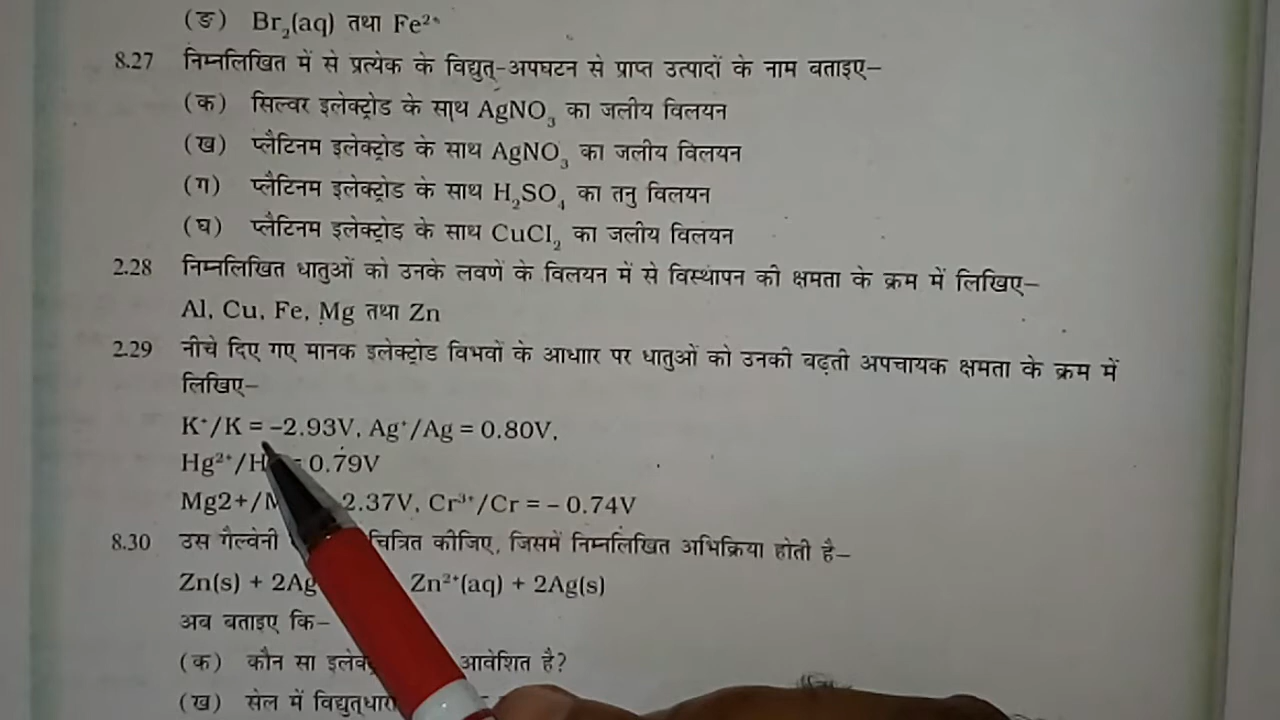 (ङ) Br₂(aq) तथा Fe²⁺
8.27 निम्नलिखित में से प्रत्येक के विद्युत्-अपघटन से प्राप्त उत्पादों के नाम बताइए–
(क) सिल्वर इलेक्ट्रोड के साथ AgNO₃ का जलीय विलयन
(ख) प्लैटिनम इलेक्ट्रोड के साथ AgNO₃ का जलीय विलयन
(ग) प्लैटिनम इलेक्ट्रोड के साथ H₂SO₄ का तनु विलयन
(घ) प्लैटिनम इलेक्ट्रोड के साथ CuCl₂ का जलीय विलयन
2.28 निम्नलिखित धातुओं को उनके लवणें के विलयन में से विस्थापन की क्षमता के क्रम में लिखिए–
Al, Cu, Fe, Mg तथा Zn
2.29 नीचे दिए गए मानक इलेक्ट्रोड विभवों के आधाार पर धातुओं को उनकी बढ़ती अपचायक क्षमता के क्रम में
लिखिए–
K⁺/K = –2.93V, Ag⁺/Ag = 0.80V,
Hg²⁺/H 0.79V
Mg2+/ 2.37V, Cr³⁺/Cr = – 0.74V
8.30 उस गैल्वेनी चित्रित कीजिए, जिसमें निम्नलिखित अभिक्रिया होती है–
Zn(s) + 2Ag Zn²⁺(aq) + 2Ag(s)
अब बताइए कि–
(क) कौन सा आवेशित है?
(ख) सेल में